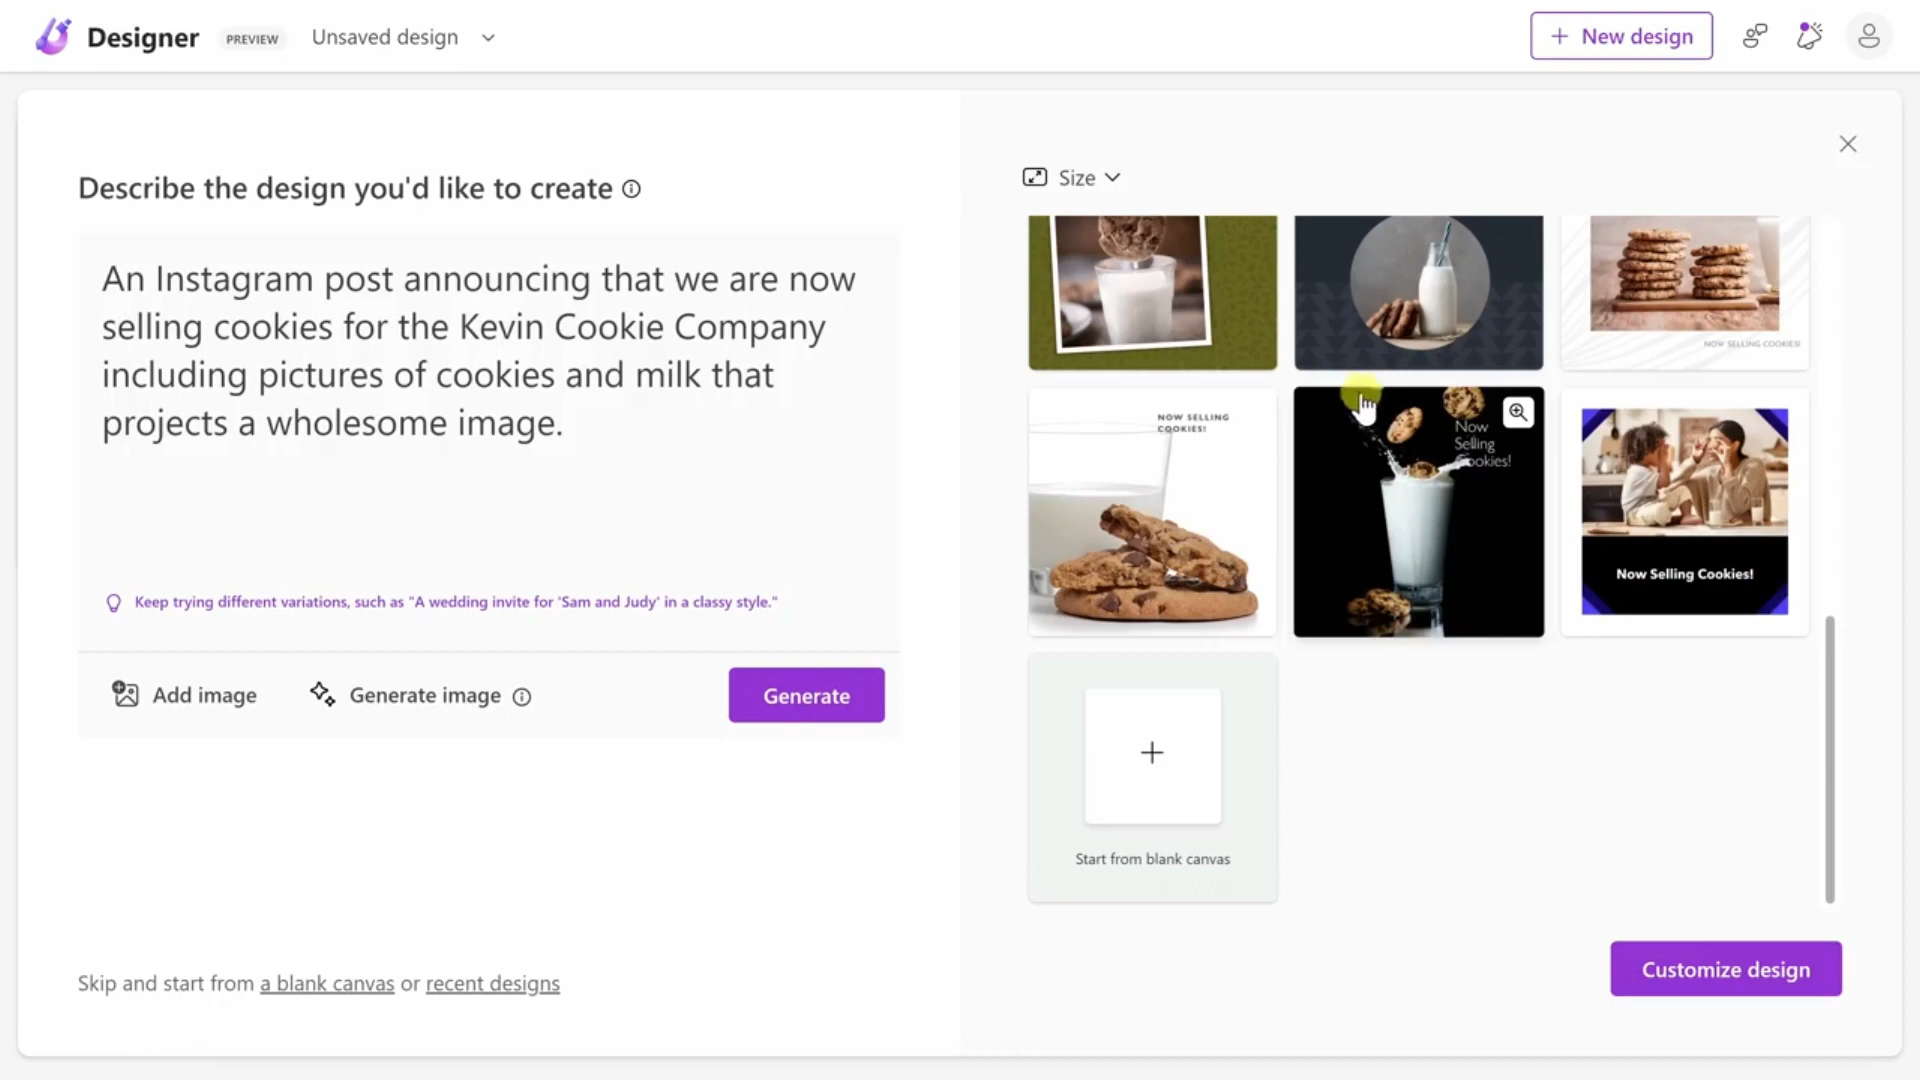 Designer
PREVIEW
Unsaved design
New design
Describe the design you'd like to create
An Instagram post announcing that we are now
selling cookies for the Kevin Cookie Company
including pictures of cookies and milk that
projects a wholesome image.
Keep trying different variations, such as "A wedding invite for 'Sam and Judy' in a classy style."
Add image
Generate image
Generate
Skip and start from a blank canvas or recent designs
Size
NOW SELLING COOKIES!
NOW SELLING
COOKIES!
Now
Selling
Cookies!
Now Selling Cookies!
Start from blank canvas
Customize design